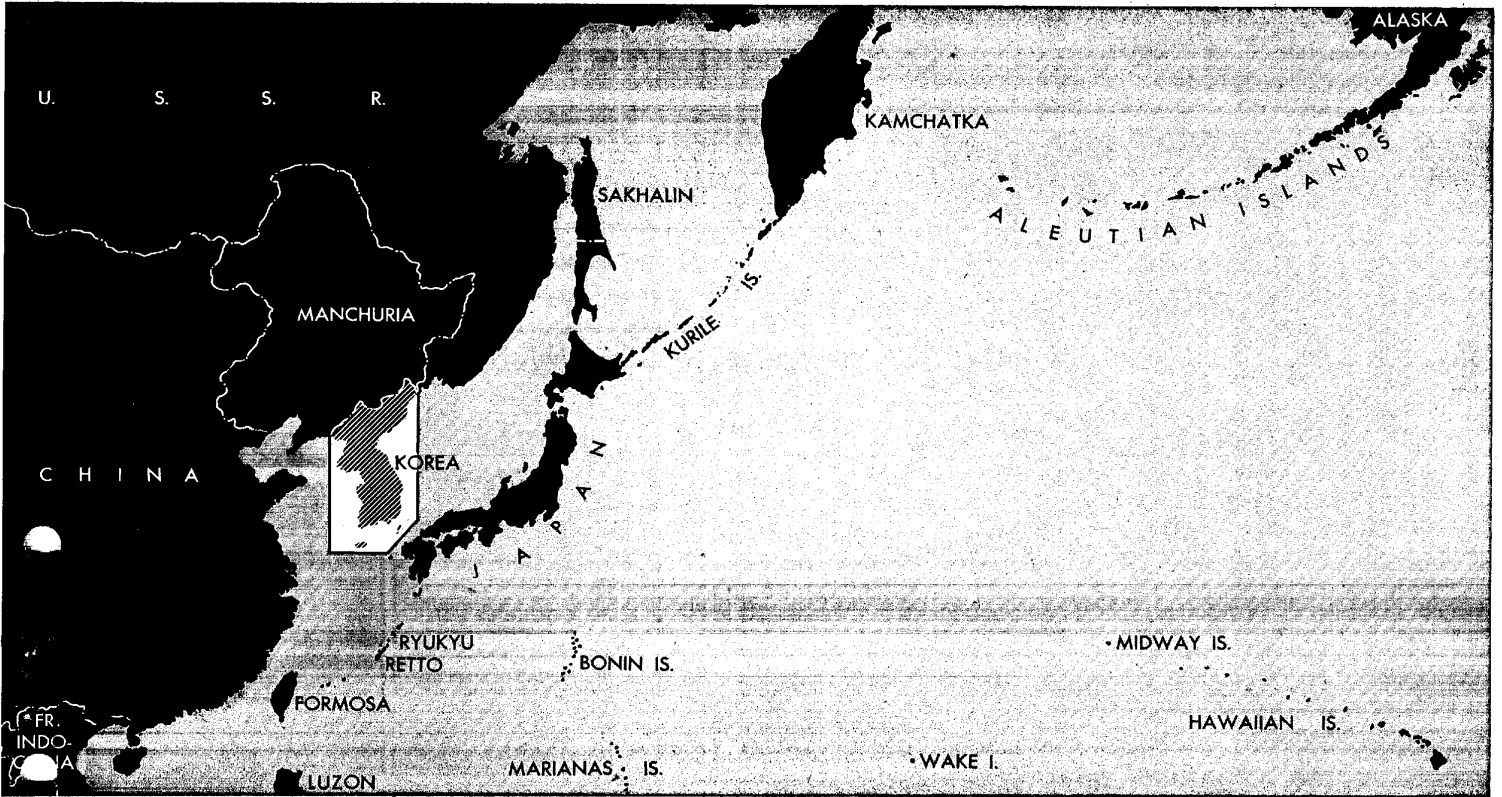 ALASKA
U. S. S. R.
KAMCHATKA
SAKHALIN
ALEUTIAN ISLANDS
KURILE IS.
MANCHURIA
KOREA
CHINA
JAPAN
RYUKYU
RETTO
BONIN IS.
MIDWAY IS.
FORMOSA
FR.
INDO-
HAWAIIAN IS.
MARIANAS IS.
WAKE I.
LUZON